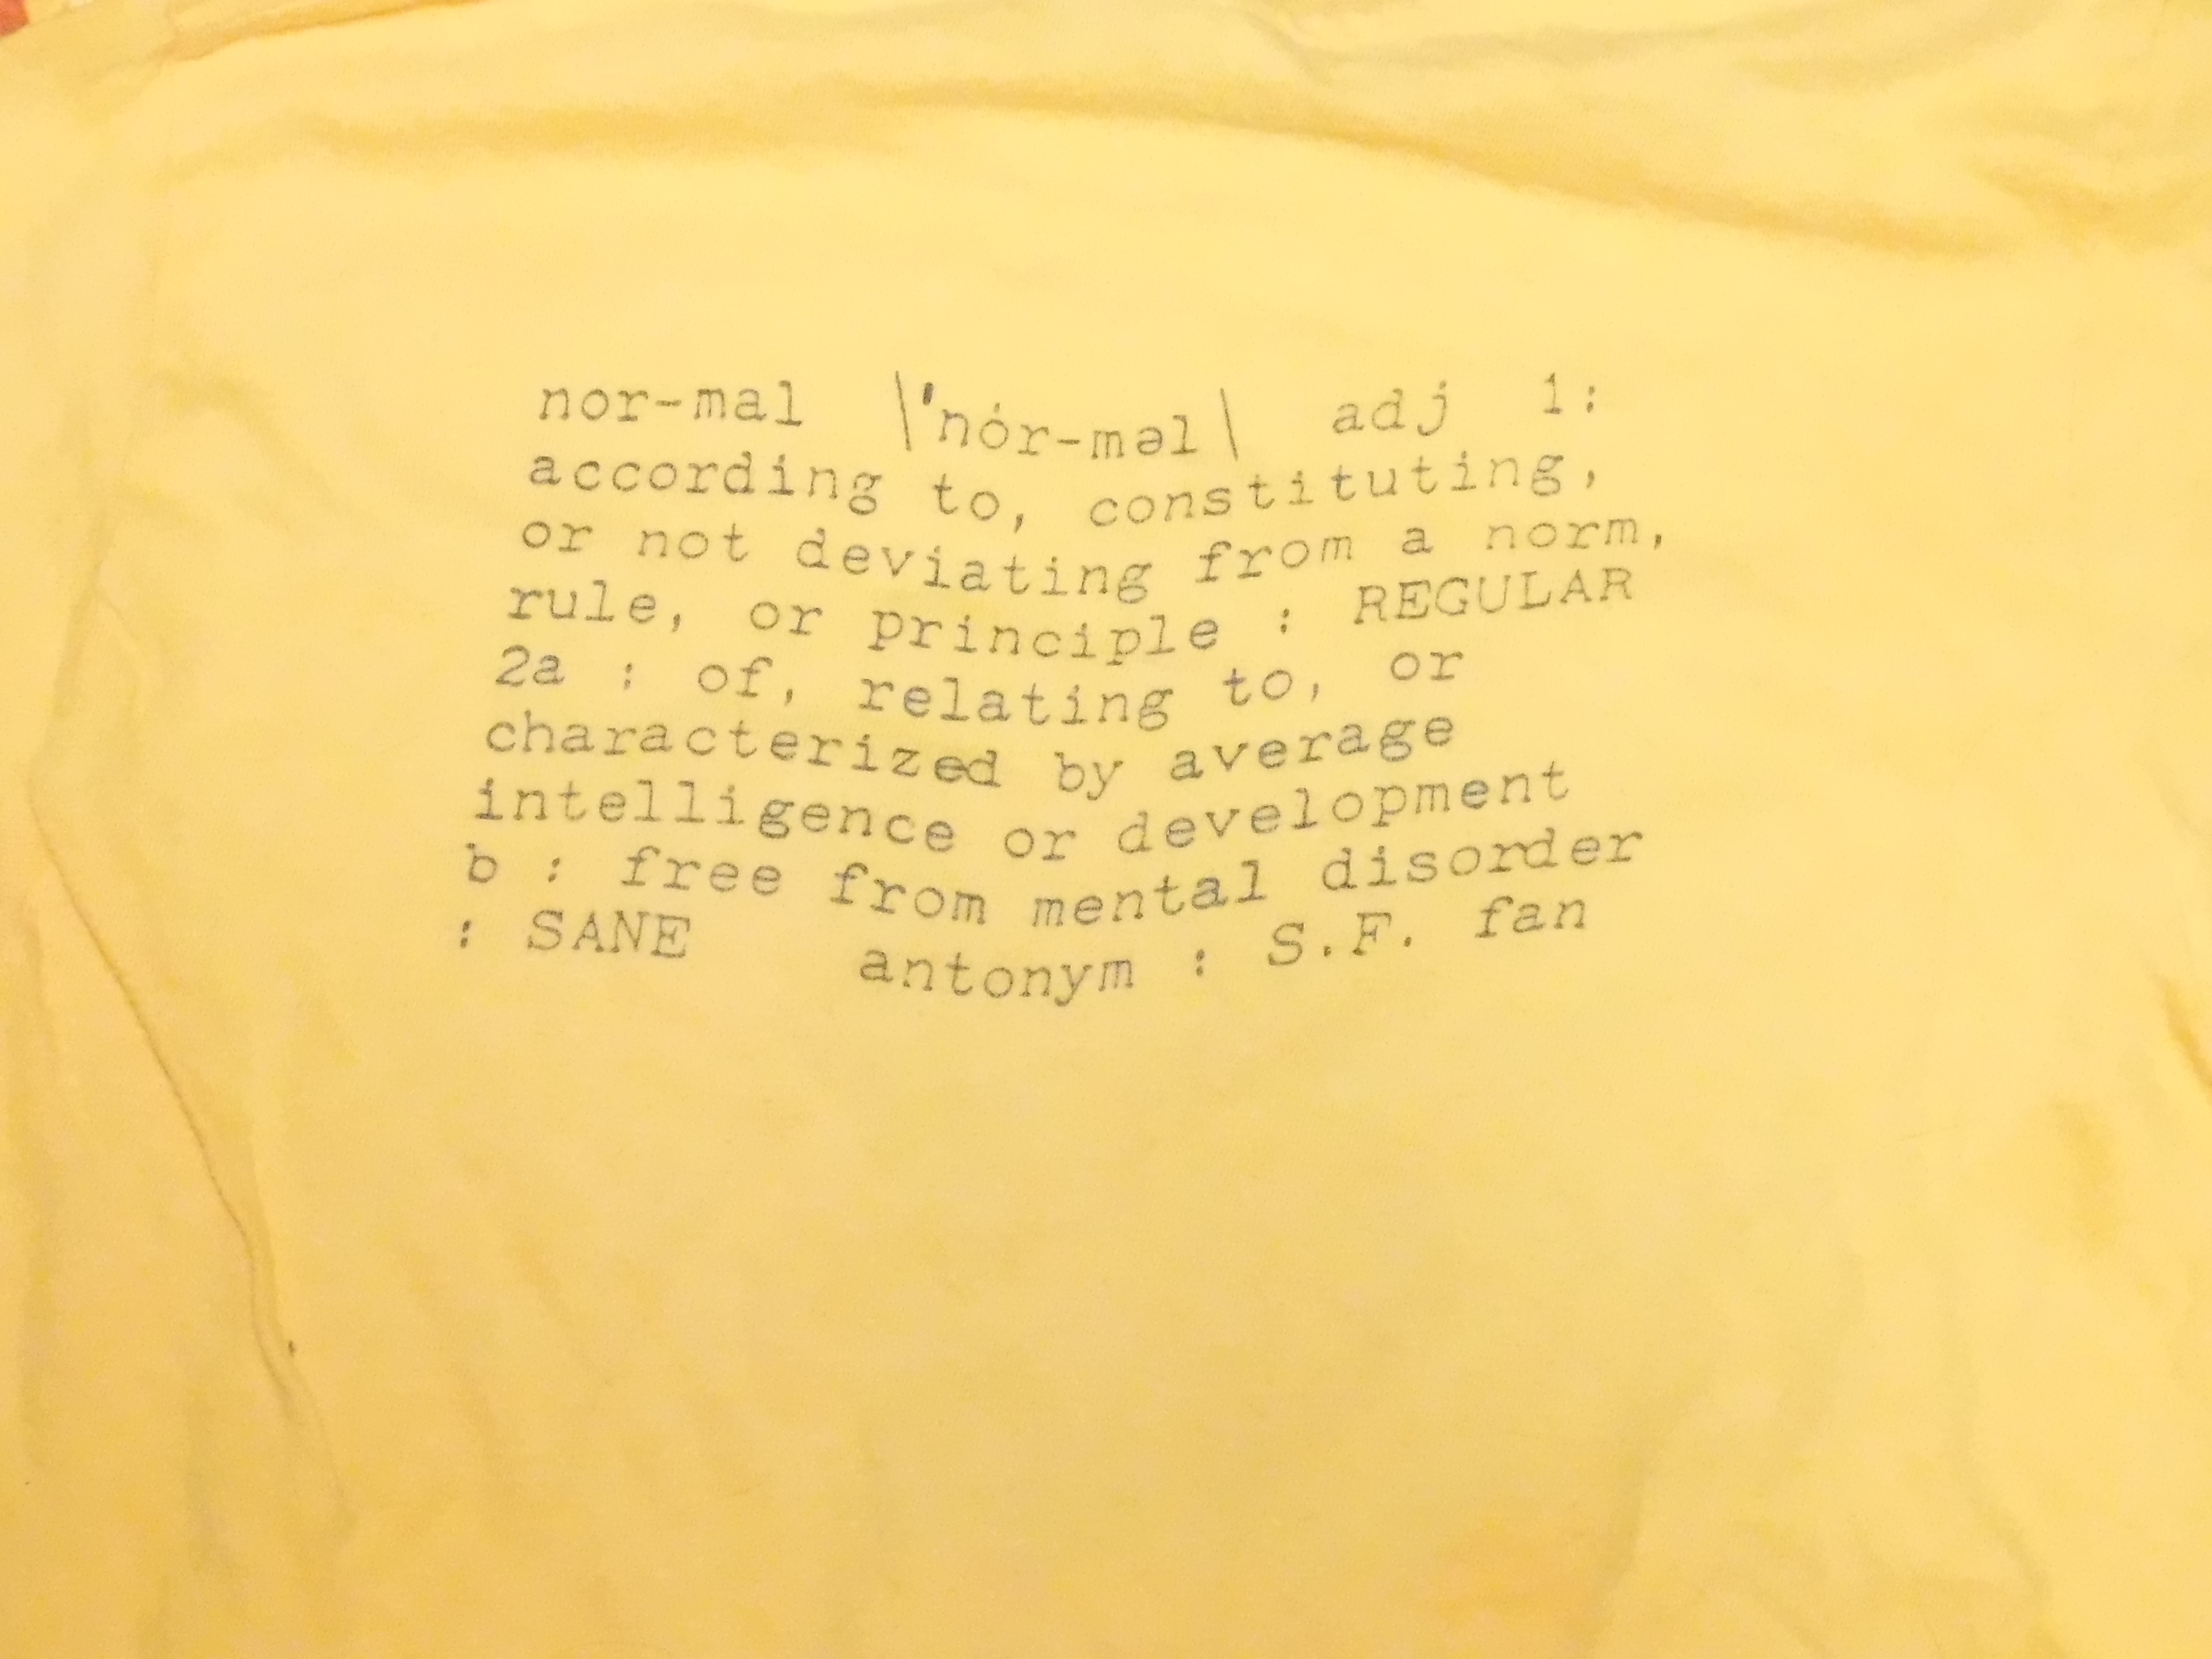 nor-mal \'nȯr-məl\ adj 1:
according to, constituting,
or not deviating from a norm,
rule, or principle : REGULAR
2a : of, relating to, or
characterized by average
intelligence or development
b : free from mental disorder
: SANE antonym : S.F. fan